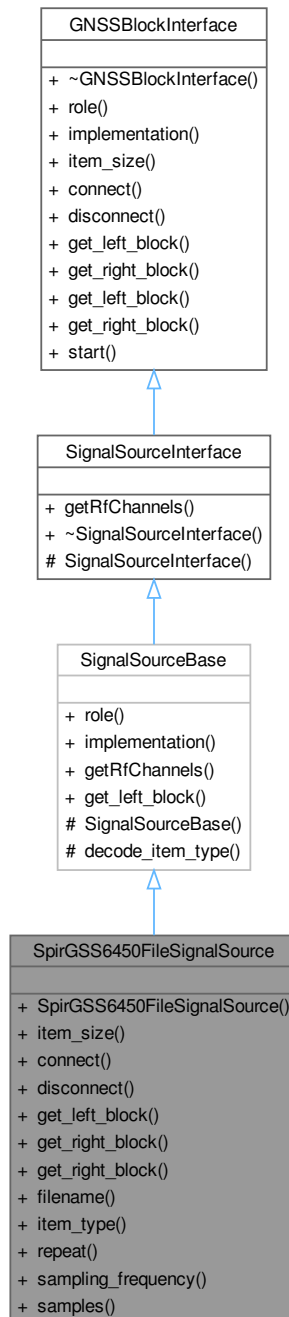 GNSSBlockInterface
+ ~GNSSBlockInterface()
+ role()
+ implementation()
+ item_size()
+ connect()
+ disconnect()
+ get_left_block()
+ get_right_block()
+ get_left_block()
+ get_right_block()
+ start()
SignalSourceInterface
+ getRfChannels()
+ ~SignalSourceInterface()
# SignalSourceInterface()
SignalSourceBase
+ role()
+ implementation()
+ getRfChannels()
+ get_left_block()
# SignalSourceBase()
# decode_item_type()
SpirGSS6450FileSignalSource
+ SpirGSS6450FileSignalSource()
+ item_size()
+ connect()
+ disconnect()
+ get_left_block()
+ get_right_block()
+ get_right_block()
+ filename()
+ item_type()
+ repeat()
+ sampling_frequency()
+ samples()